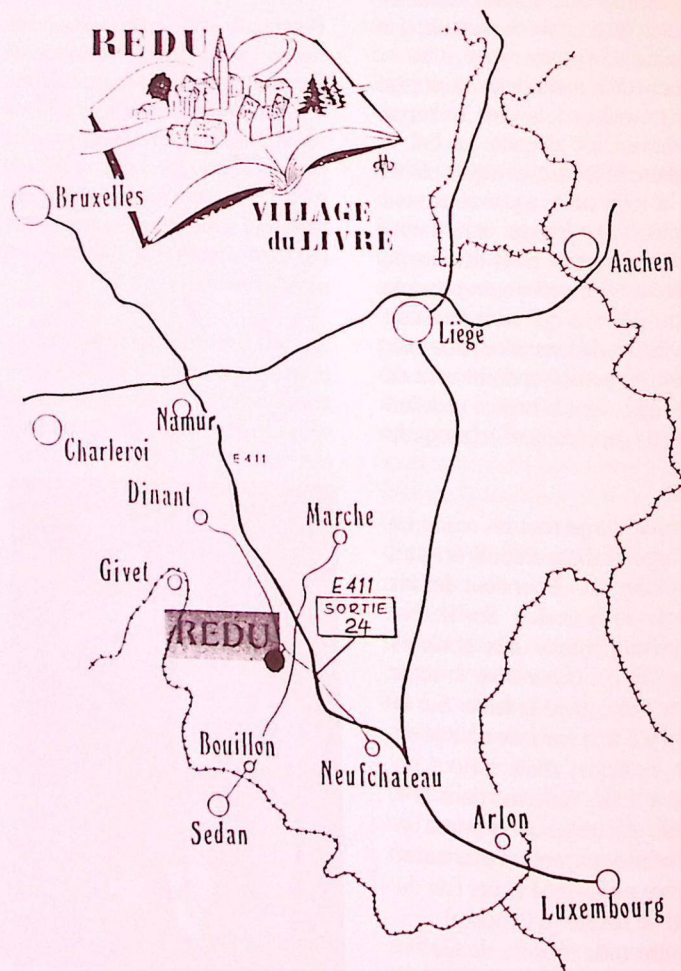 REDU
VILLAGE
du LIVRE
Bruxelles
Aachen
Liège
Namur
Charleroi
E411
Dinant
Marche
Givet
E411
SORTIE
24
REDU
Bouillon
Neufchateau
Sedan
Arlon
Luxembourg